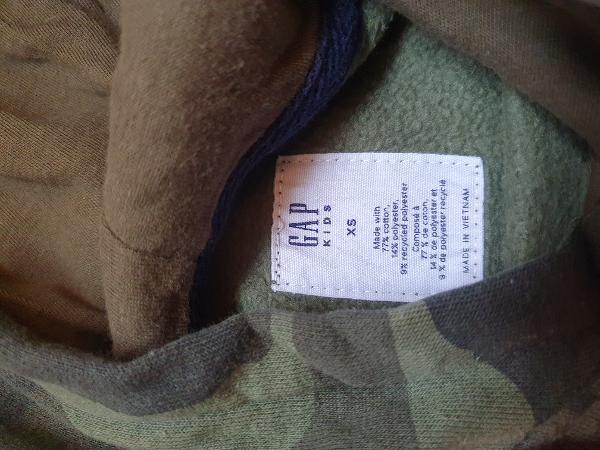 GAP
KIDS
XS
Made with
77% cotton,
14% polyester,
9% recycled polyester
Composé à
77 % de coton,
14 % de polyester et
9 % de polyester recyclé
MADE IN VIETNAM